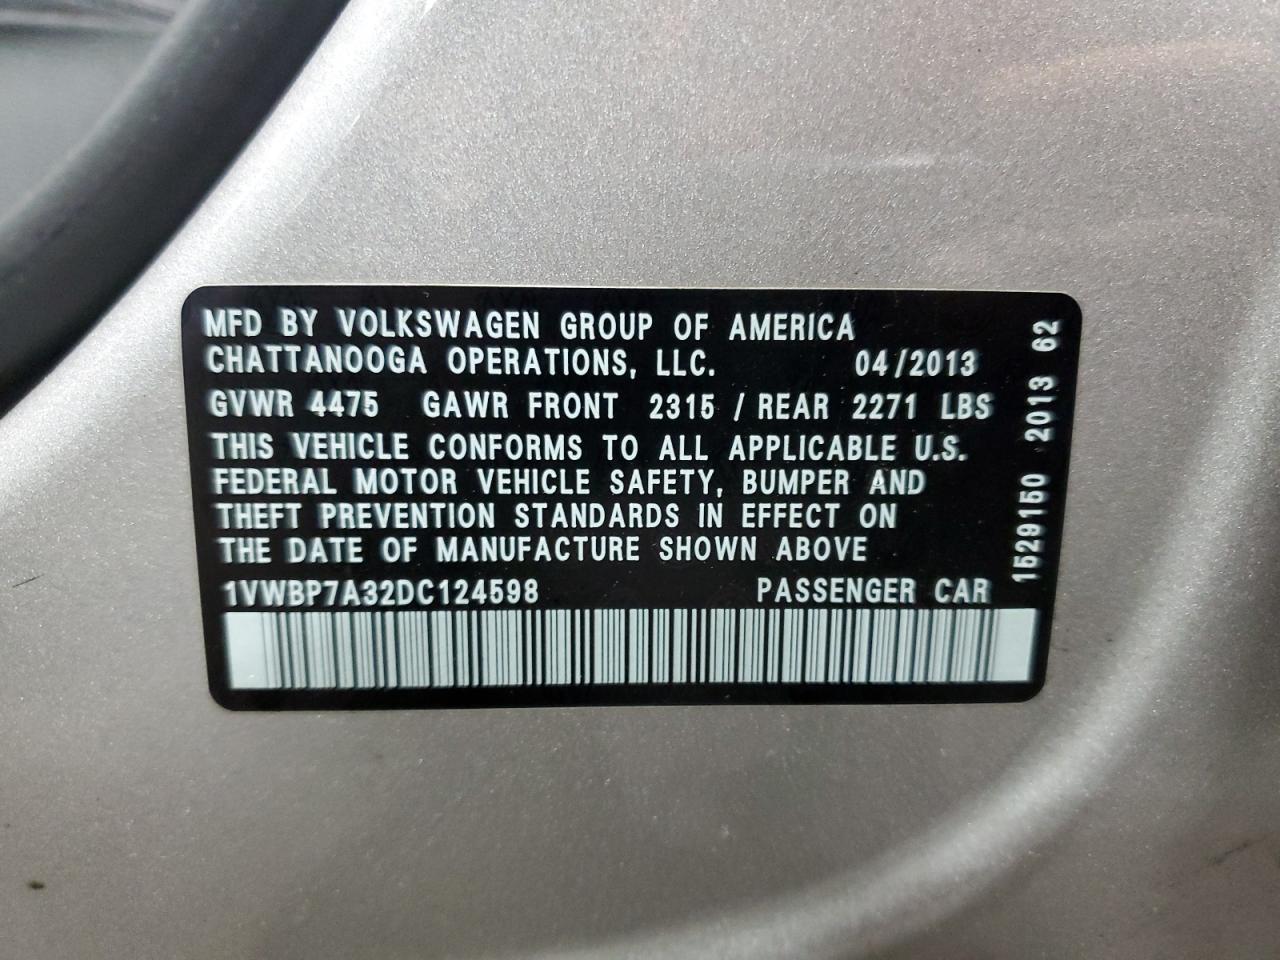 MFD BY VOLKSWAGEN GROUP OF AMERICA
CHATTANOOGA OPERATIONS, LLC. 04/2013
GVWR 4475 GAWR FRONT 2315 / REAR 2271 LBS
THIS VEHICLE CONFORMS TO ALL APPLICABLE U.S.
FEDERAL MOTOR VEHICLE SAFETY, BUMPER AND
THEFT PREVENTION STANDARDS IN EFFECT ON
THE DATE OF MANUFACTURE SHOWN ABOVE
1VWBP7A32DC124598 PASSENGER CAR
1529150 2013 62